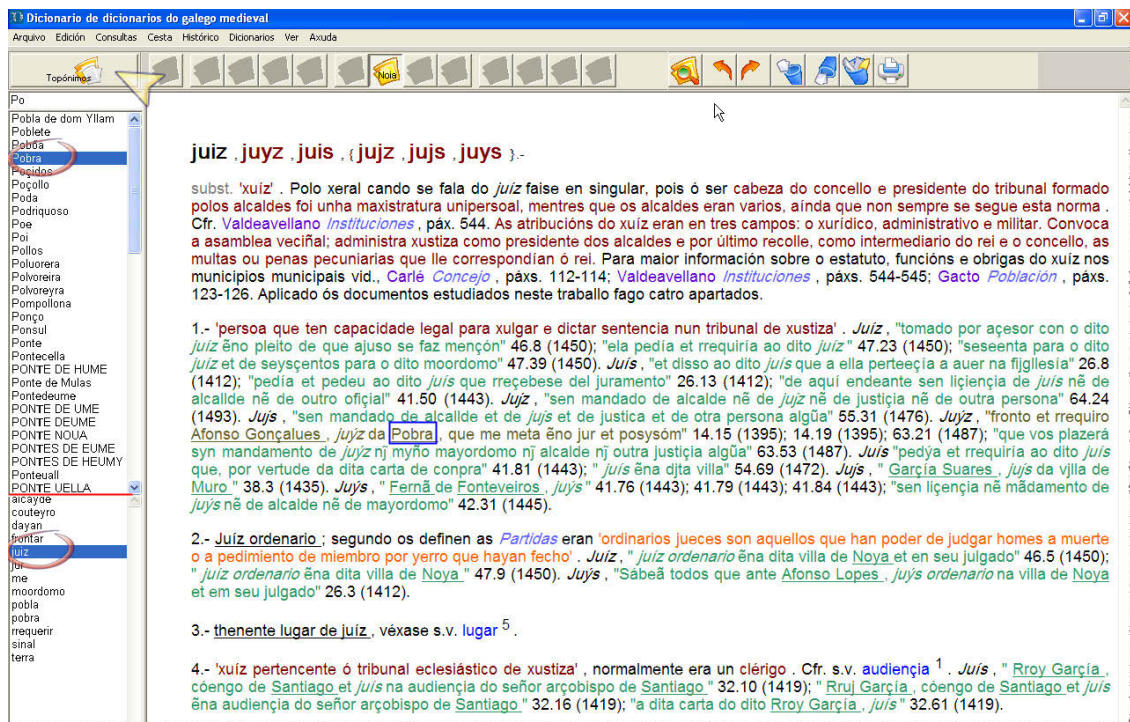 Dicionario de dicionarios do galego medieval
Arquivo Edición Consultas Cesta Histórico Dicionarios Ver Axuda
Topónimos
Noia
Po
Pobla de dom Yllam
Poblete
Poboa
Pobra
Poçidos
Poçollo
Poda
Podriquoso
Poe
Poi
Pollos
Poluorera
Polvoreira
Polvoreyra
Pompollona
Ponço
Ponsul
Ponte
Pontecella
PONTE DE HUME
Ponte de Mulas
Pontedeume
PONTE DE UME
PONTE DEUME
PONTE NOUA
PONTES DE EUME
PONTES DE HEUMY
Ponteuall
PONTE UELLA
alcayde
couteyro
dayan
frontar
juiz
jur
me
moordomo
pobla
pobra
rrequerir
sinal
terra
juiz , juyz , juis , { jujz , jujs , juys }.-
subst. 'xuíz' . Polo xeral cando se fala do juíz faise en singular, pois ó ser cabeza do concello e presidente do tribunal formado
polos alcaldes foi unha maxistratura unipersoal, mentres que os alcaldes eran varios, aínda que non sempre se segue esta norma .
Cfr. Valdeavellano Instituciones , páx. 544. As atribucións do xuíz eran en tres campos: o xurídico, administrativo e militar. Convoca
a asamblea veciñal; administra xustiza como presidente dos alcaldes e por último recolle, como intermediario do rei e o concello, as
multas ou penas pecuniarias que lle correspondían ó rei. Para maior información sobre o estatuto, funcións e obrigas do xuíz nos
municipios municipais vid., Carlé Concejo , páxs. 112-114; Valdeavellano Instituciones , páxs. 544-545; Gacto Población , páxs.
123-126. Aplicado ós documentos estudiados neste traballo fago catro apartados.
1.- 'persoa que ten capacidade legal para xulgar e dictar sentencia nun tribunal de xustiza' . Juíz , "tomado por açesor con o dito
juíz ẽno pleito de que ajuso se faz mençón" 46.8 (1450); "ela pedía et rrequiría ao dito juíz " 47.23 (1450); "seseenta para o dito
juíz et de seysçentos para o dito moordomo" 47.39 (1450). Juís , "et disso ao dito juís que a ella perteeçía a auer na fijgllesía" 26.8
(1412); "pedía et pedeu ao dito juís que rreçebese del juramento" 26.13 (1412); "de aquí endeante sen liçiençia de juís nẽ de
alcallde nẽ de outro ofiçial" 41.50 (1443). Jujz , "sen mandado de alcalde nẽ de jujz nẽ de justiçia nẽ de outra persona" 64.24
(1493). Jujs , "sen mandado de alcallde et de jujs et de justica et de otra persona algũa" 55.31 (1476). Juýz , "fronto et rrequiro
Afonso Gonçalues , juýz da Pobra , que me meta ẽno jur et posysóm" 14.15 (1395); 14.19 (1395); 63.21 (1487); "que vos plazerá
syn mandamento de juýz nj̃ myño mayordomo nj̃ alcalde nj̃ outra justiçia algũa" 63.53 (1487). Juís "pedýa et rrequiría ao dito juís
que, por vertude da dita carta de conpra" 41.81 (1443); " juís ẽna djta villa" 54.69 (1472). Jujs , " García Suares , jujs da vjlla de
Muro " 38.3 (1435). Juýs , " Fernã de Fonteveiros , juýs" 41.76 (1443); 41.79 (1443); 41.84 (1443); "sen liçençia nẽ mãdamento de
juýs nẽ de alcalde nẽ de mayordomo" 42.31 (1445).
2.- Juíz ordenario ; segundo os definen as Partidas eran 'ordinarios jueces son aquellos que han poder de judgar homes a muerte
o a pedimiento de miembro por yerro que hayan fecho' . Juíz , " juíz ordenario ẽna dita villa de Noya et en seu julgado" 46.5 (1450);
" juíz ordenario ẽna dita villa de Noya " 47.9 (1450). Juýs , "Sábeã todos que ante Afonso Lopes , juýs ordenario na villa de Noya
et em seu julgado" 26.3 (1412).
3.- thenente lugar de juíz , véxase s.v. lugar 5 .
4.- 'xuíz pertencente ó tribunal eclesiástico de xustiza' , normalmente era un clérigo . Cfr. s.v. audiençia 1 . Juís , " Rroy García ,
cóengo de Santiago et juís na audiençia do señor arçobispo de Santiago " 32.10 (1419); " Rruj García , cóengo de Santiago et juís
ẽna audiençia do señor arçobispo de Santiago " 32.16 (1419); "a dita carta do dito Rroy García , juís " 32.61 (1419).